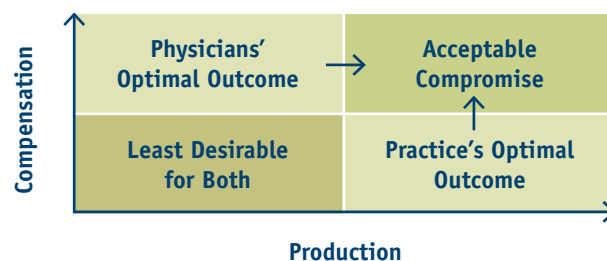 Compensation
Physicians’
Optimal Outcome
Acceptable
Compromise
Least Desirable
for Both
Practice’s Optimal
Outcome
Production